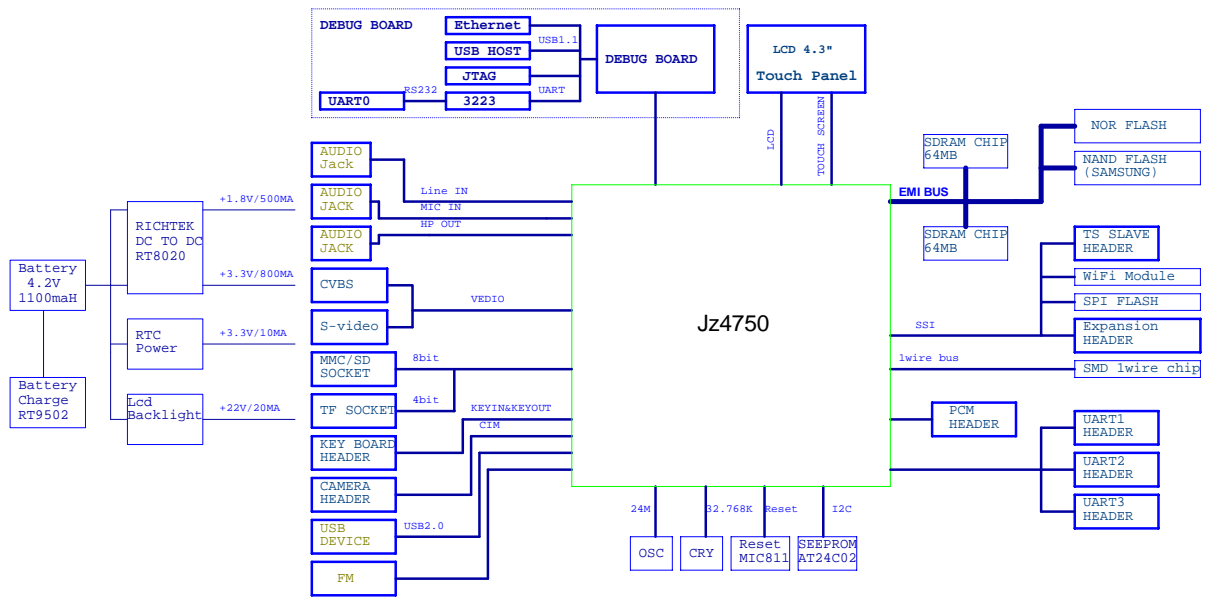 DEBUG BOARD
Ethernet
USB HOST
JTAG
3223
UART0
RS232
USB1.1
UART
DEBUG BOARD
LCD 4.3"
Touch Panel
LCD
TOUCH SCREEN
AUDIO
Jack
AUDIO
JACK
AUDIO
JACK
Line IN
MIC IN
HP OUT
CVBS
S-video
VEDIO
MMC/SD
SOCKET
8bit
TF SOCKET
4bit
KEY BOARD
HEADER
KEYIN&KEYOUT
CIM
CAMERA
HEADER
USB
DEVICE
USB2.0
FM
Battery
4.2V
1100maH
Battery
Charge
RT9502
RICHTEK
DC TO DC
RT8020
+1.8V/500MA
+3.3V/800MA
RTC
Power
+3.3V/10MA
Lcd
Backlight
+22V/20MA
Jz4750
EMI BUS
SDRAM CHIP
64MB
SDRAM CHIP
64MB
NOR FLASH
NAND FLASH
(SAMSUNG)
TS SLAVE
HEADER
WiFi Module
SPI FLASH
Expansion
HEADER
SSI
1wire bus
SMD 1wire chip
PCM
HEADER
UART1
HEADER
UART2
HEADER
UART3
HEADER
24M
32.768K
Reset
I2C
OSC
CRY
Reset
MIC811
SEEPROM
AT24C02